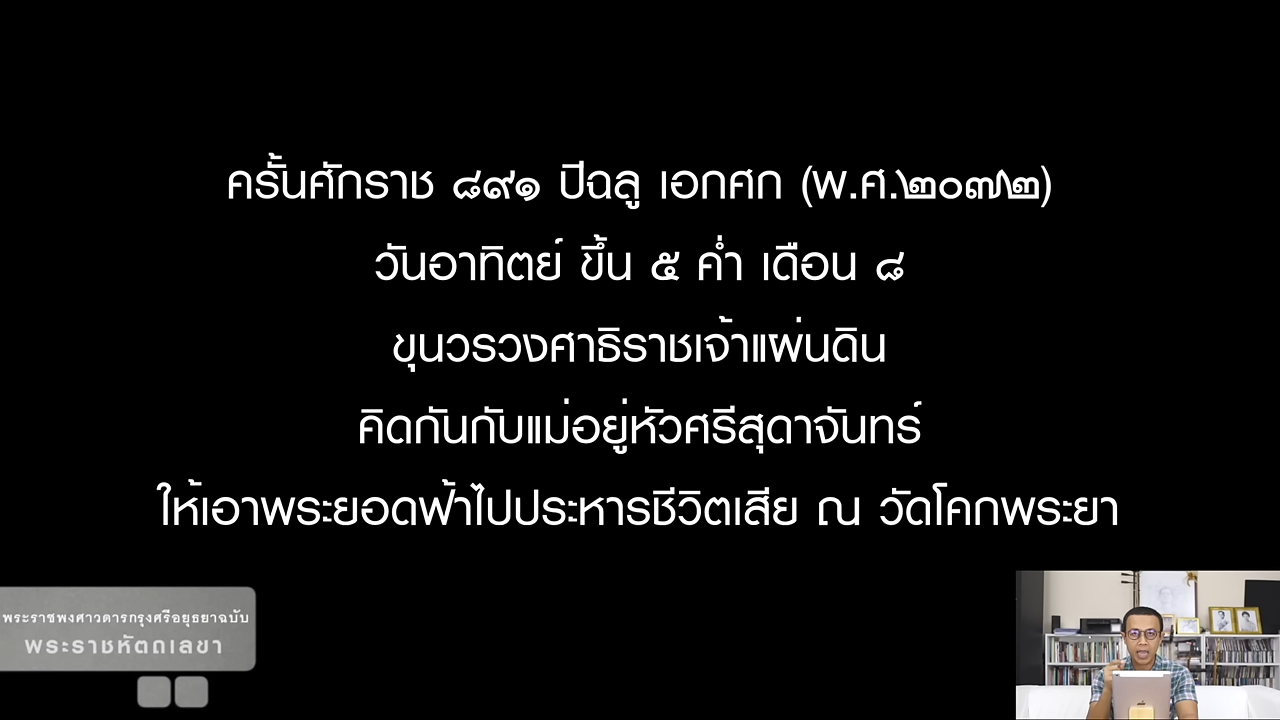 ครั้นศักราช ๘๙๑ ปีฉลู เอกศก (พ.ศ.๒๐๗๒)
วันอาทิตย์ ขึ้น ๕ ค่ำ เดือน ๘
ขุนวรวงศาธิราชเจ้าแผ่นดิน
คิดกันกับแม่อยู่หัวศรีสุดาจันทร์
ให้เอาพระยอดฟ้าไปประหารชีวิตเสีย ณ วัดโคกพระยา
พระราชพงศาวดารกรุงศรีอยุธยาฉบับ
พระราชหัตถเลขา